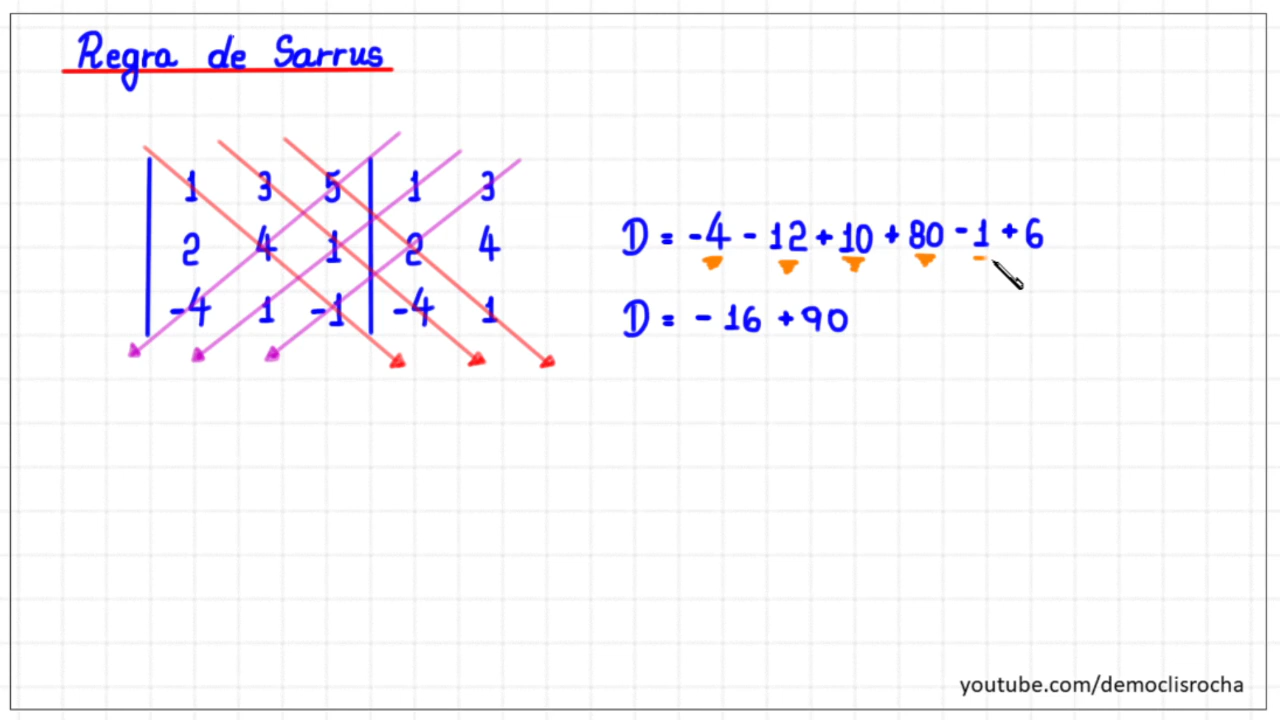 Regra de Sarrus
1 3 5 1 3
2 4 1 2 4
-4 1 -1 -4 1
D = -4 - 12 + 10 + 80 - 1 + 6
D = - 16 + 90
youtube.com/democlisrocha